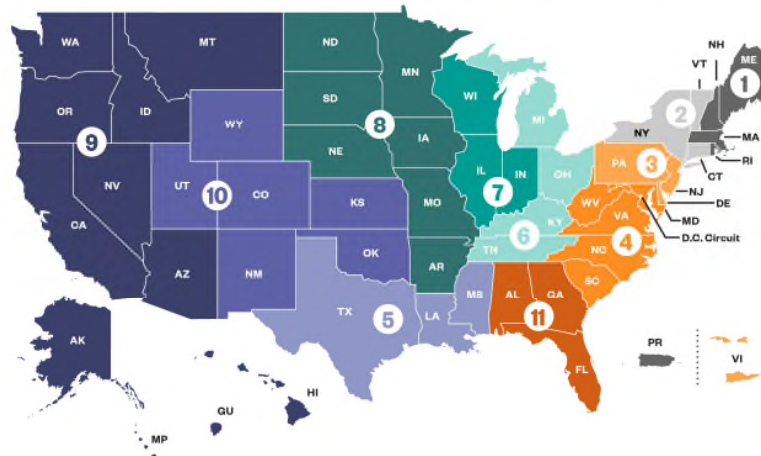 WA
MT
ND
MN
OR
ID
SD
WI
MI
VT
NH
ME
1
WY
8
IA
NY
2
MA
9
NE
PA
3
RI
CT
NV
UT
10
CO
IL
IN
OH
NJ
DE
MD
D.C. Circuit
CA
KS
MO
7
WV
VA
4
KY
6
NC
AZ
NM
OK
AR
TN
SC
TX
5
LA
MS
AL
GA
11
FL
AK
HI
GU
MP
PR
VI